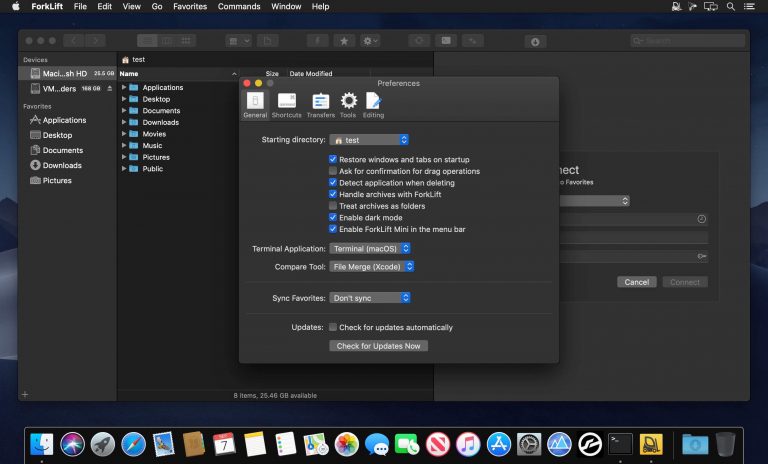 ForkLift File Edit View Go Favorites Commands Window Help
Search
Devices
Maci...sh HD 25.5 GB
VM...ders 168 GB
Favorites
Applications
Desktop
Documents
Downloads
Pictures
test
Name Size Date Modified
Applications
Desktop
Documents
Downloads
Movies
Music
Pictures
Public
8 items, 25.46 GB available
Preferences
General Shortcuts Transfers Tools Editing
Starting directory: test
Restore windows and tabs on startup
Ask for confirmation for drag operations
Detect application when deleting
Handle archives with ForkLift
Treat archives as folders
Enable dark mode
Enable ForkLift Mini in the menu bar
Terminal Application: Terminal (macOS)
Compare Tool: File Merge (Xcode)
Sync Favorites: Don't sync
Updates: Check for updates automatically
Check for Updates Now
nect
o Favorites
Cancel Connect
7